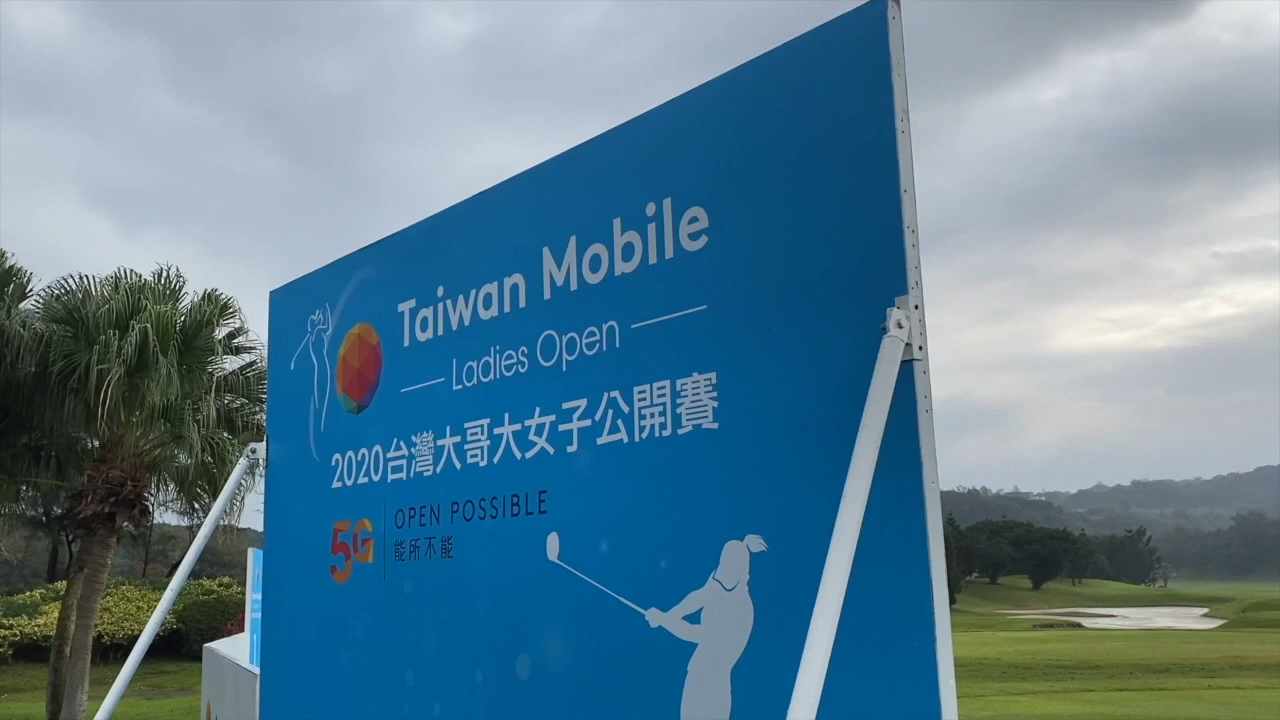 Taiwan Mobile
Ladies Open
2020台灣大哥大女子公開賽
5G
OPEN POSSIBLE
能所不能